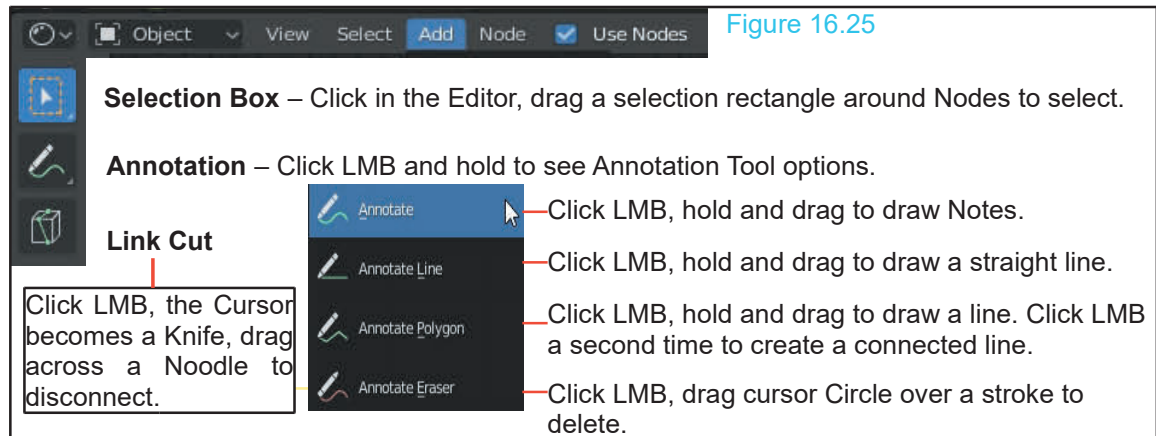 Object View Select Add Node Use Nodes
Figure 16.25
Selection Box – Click in the Editor, drag a selection rectangle around Nodes to select.
Annotation – Click LMB and hold to see Annotation Tool options.
Link Cut
Click LMB, the Cursor
becomes a Knife, drag
across a Noodle to
disconnect.
Annotate
Click LMB, hold and drag to draw Notes.
Annotate Line
Click LMB, hold and drag to draw a straight line.
Annotate Polygon
Click LMB, hold and drag to draw a line. Click LMB
a second time to create a connected line.
Annotate Eraser
Click LMB, drag cursor Circle over a stroke to
delete.